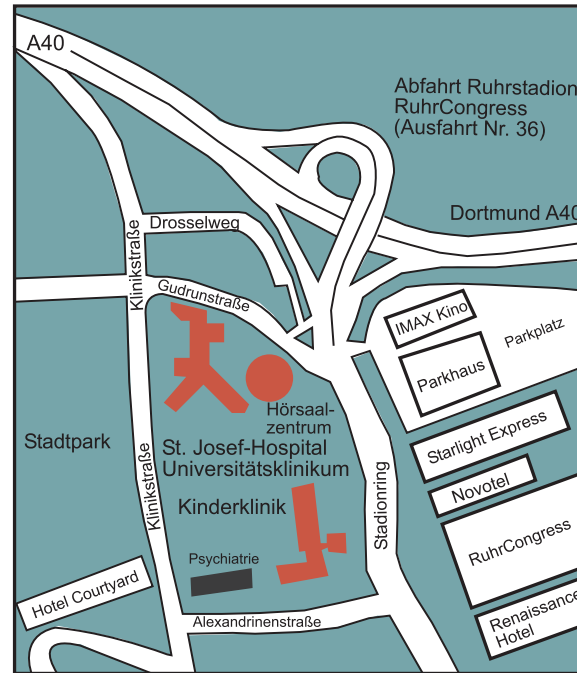 A40
Abfahrt Ruhrstadion
RuhrCongress
(Ausfahrt Nr. 36)
Dortmund A40
Drosselweg
Klinikstraße
Gudrunstraße
IMAX Kino
Parkplatz
Parkhaus
Hörsaal-
zentrum
Starlight Express
Stadtpark
St. Josef-Hospital
Universitätsklinikum
Klinikstraße
Novotel
Kinderklinik
Stadionring
RuhrCongress
Psychiatrie
Hotel Courtyard
Alexandrinenstraße
Renaissance
Hotel